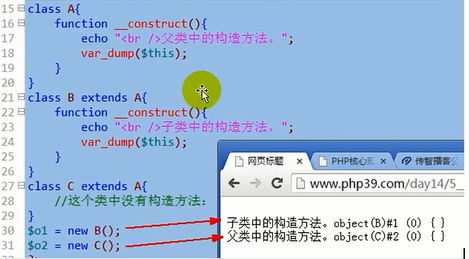 15 class A{
16 function __construct(){
17 echo "<br />父类中的构造方法。";
18 var_dump($this);
19 }
20 }
21 class B extends A{
22 function __construct(){
23 echo "<br />子类中的构造方法。";
24 var_dump($this);
25 }
26 }
27 class C extends A{
28 //这个类中没有构造方法:
29 }
30 $o1 = new B();
31 $o2 = new C();
网页标题
PHP核心知
传智播客公
www.php39.com/day14/5_
子类中的构造方法。object(B)#1 (0) { }
父类中的构造方法。object(C)#2 (0) { }